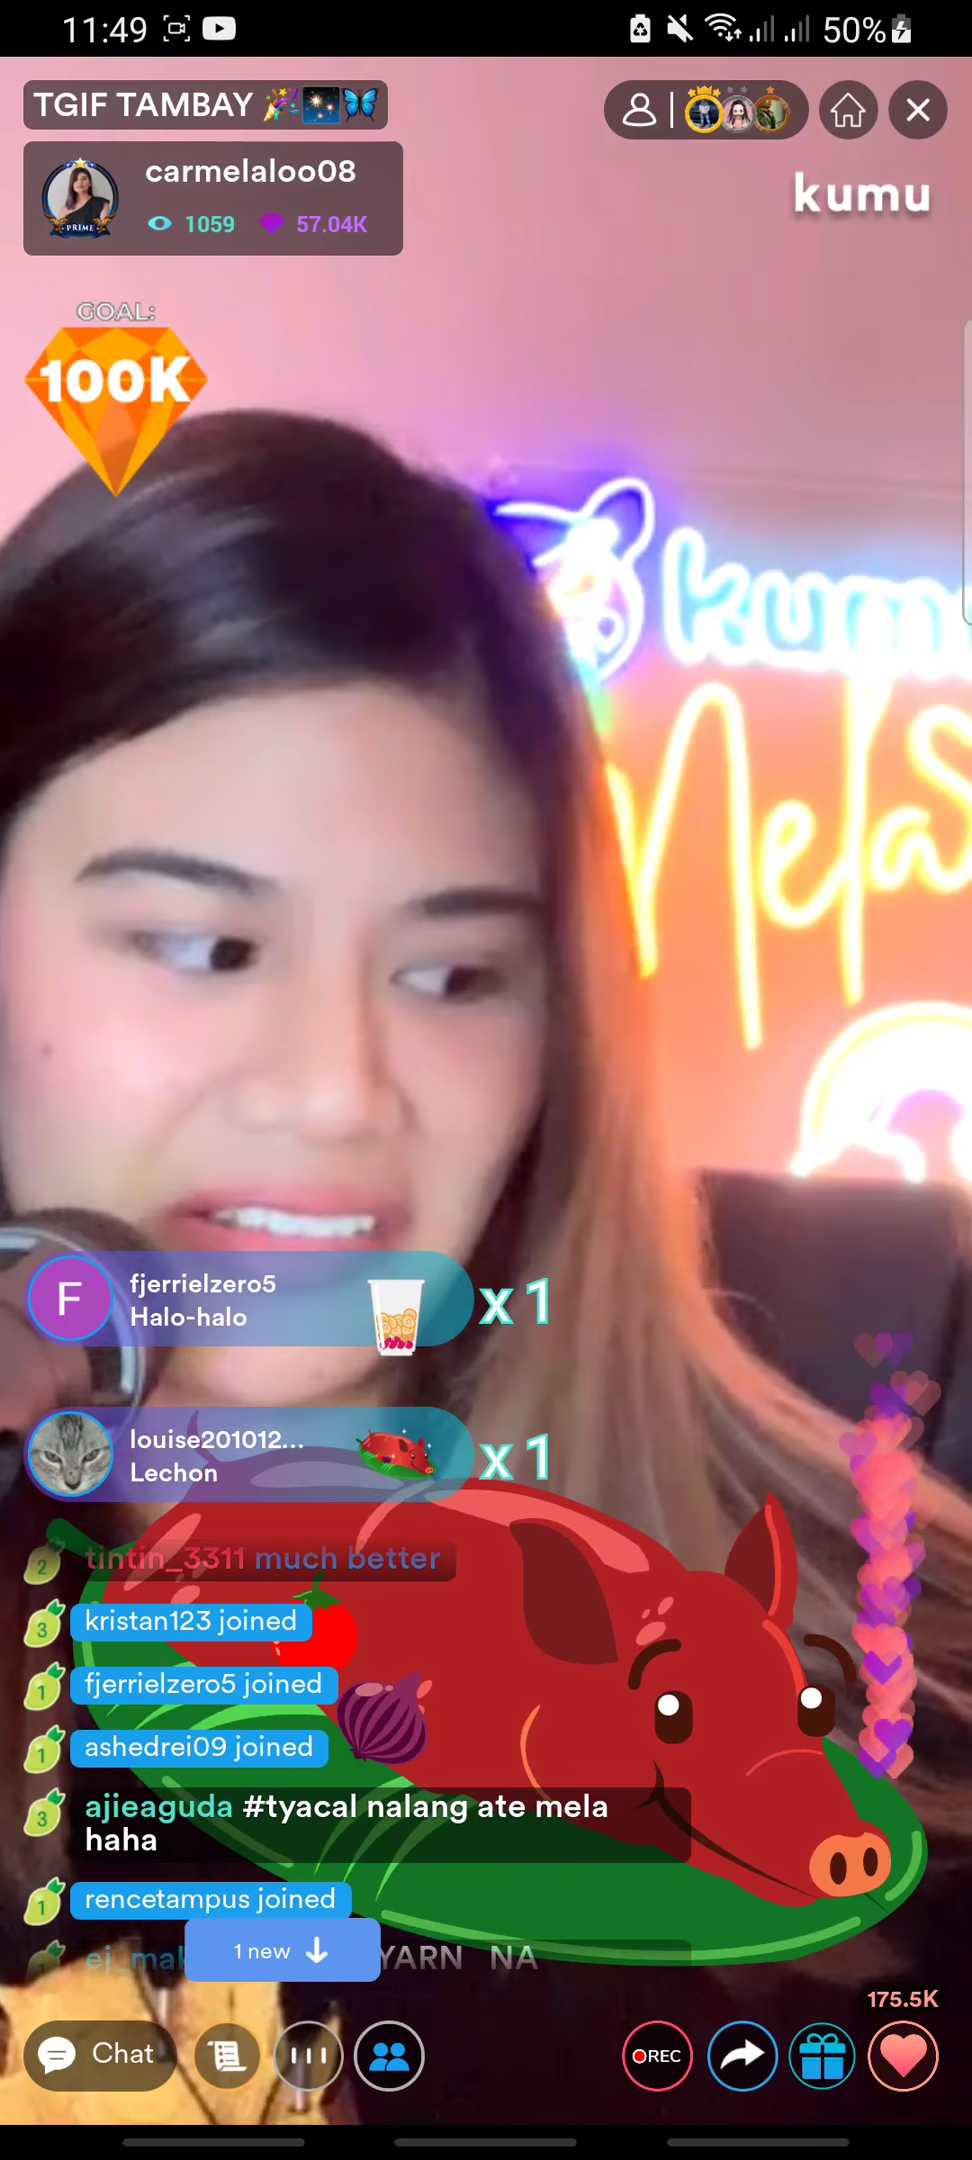 11:49
50%
TGIF TAMBAY 🎉🎇🦋
carmelaloo08
1059 57.04K
PRIME
kumu
GOAL:
100K
kum
Melas
fjerrielzero5
F
Halo-halo
x 1
louise201012...
Lechon
x 1
2 tintin_3311 much better
3 kristan123 joined
1 fjerrielzero5 joined
1 ashedrei09 joined
3 ajieaguda #tyacal nalang ate mela
haha
1 rencetampus joined
1 new
YARN NA
175.5K
Chat
REC